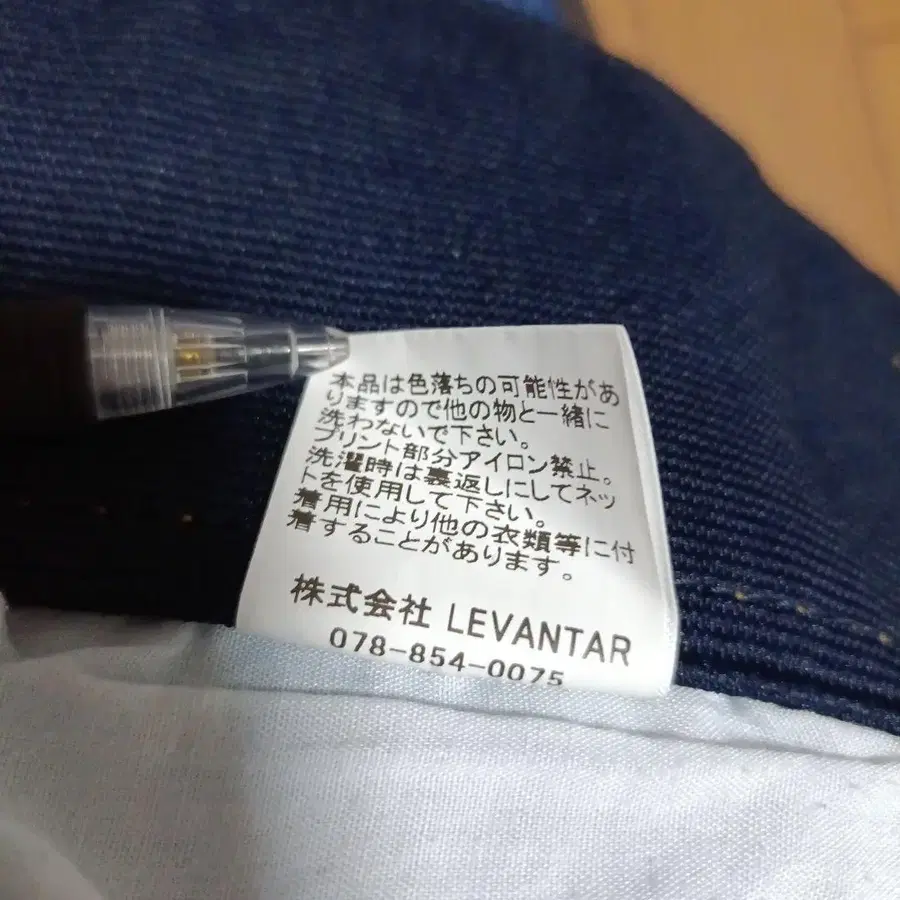 本品は色落ちの可能性があ
りますので他の物と一緒に
洗わないで下さい。
プリント部分アイロン禁止。
洗濯時は裏返しにしてネッ
トを使用して下さい。
着用により他の衣類等に付
着することがあります。
株式会社 LEVANTAR
078-854-0075